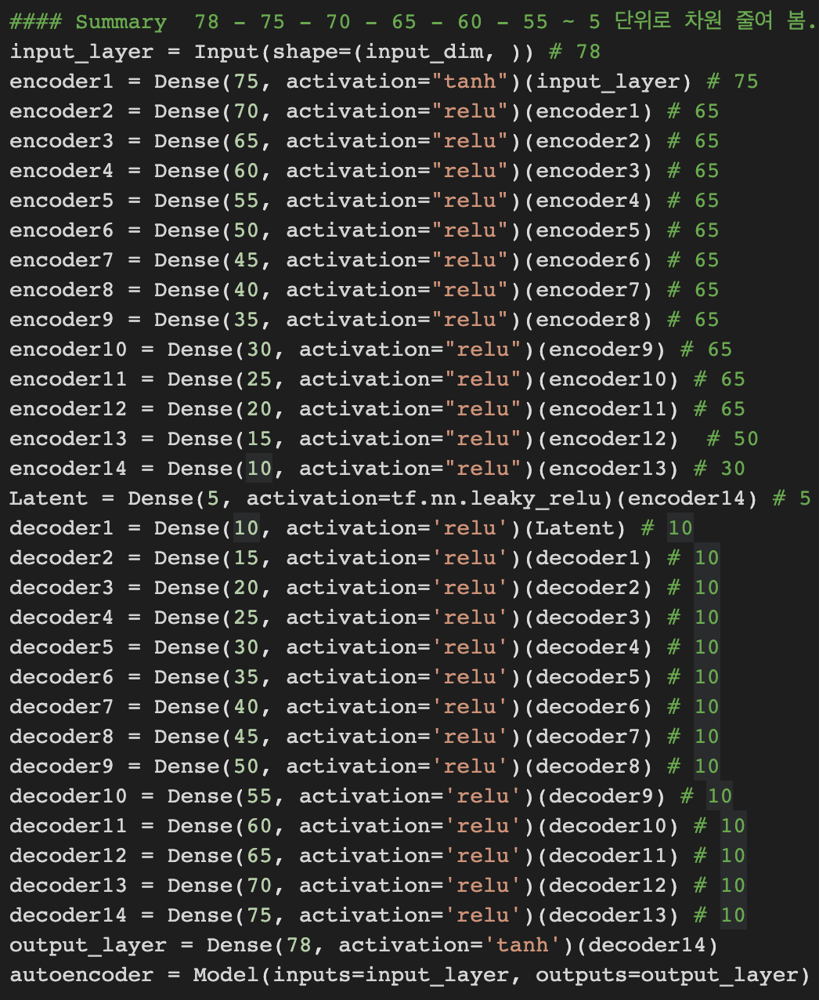 #### Summary  78 - 75 - 70 - 65 - 60 - 55 ~ 5 단위로 차원 줄여 봄.
input_layer = Input(shape=(input_dim, )) # 78
encoder1 = Dense(75, activation="tanh")(input_layer) # 75
encoder2 = Dense(70, activation="relu")(encoder1) # 65
encoder3 = Dense(65, activation="relu")(encoder2) # 65
encoder4 = Dense(60, activation="relu")(encoder3) # 65
encoder5 = Dense(55, activation="relu")(encoder4) # 65
encoder6 = Dense(50, activation="relu")(encoder5) # 65
encoder7 = Dense(45, activation="relu")(encoder6) # 65
encoder8 = Dense(40, activation="relu")(encoder7) # 65
encoder9 = Dense(35, activation="relu")(encoder8) # 65
encoder10 = Dense(30, activation="relu")(encoder9) # 65
encoder11 = Dense(25, activation="relu")(encoder10) # 65
encoder12 = Dense(20, activation="relu")(encoder11) # 65
encoder13 = Dense(15, activation="relu")(encoder12)  # 50
encoder14 = Dense(10, activation="relu")(encoder13) # 30
Latent = Dense(5, activation=tf.nn.leaky_relu)(encoder14) # 5
decoder1 = Dense(10, activation='relu')(Latent) # 10
decoder2 = Dense(15, activation='relu')(decoder1) # 10
decoder3 = Dense(20, activation='relu')(decoder2) # 10
decoder4 = Dense(25, activation='relu')(decoder3) # 10
decoder5 = Dense(30, activation='relu')(decoder4) # 10
decoder6 = Dense(35, activation='relu')(decoder5) # 10
decoder7 = Dense(40, activation='relu')(decoder6) # 10
decoder8 = Dense(45, activation='relu')(decoder7) # 10
decoder9 = Dense(50, activation='relu')(decoder8) # 10
decoder10 = Dense(55, activation='relu')(decoder9) # 10
decoder11 = Dense(60, activation='relu')(decoder10) # 10
decoder12 = Dense(65, activation='relu')(decoder11) # 10
decoder13 = Dense(70, activation='relu')(decoder12) # 10
decoder14 = Dense(75, activation='relu')(decoder13) # 10
output_layer = Dense(78, activation='tanh')(decoder14)
autoencoder = Model(inputs=input_layer, outputs=output_layer)